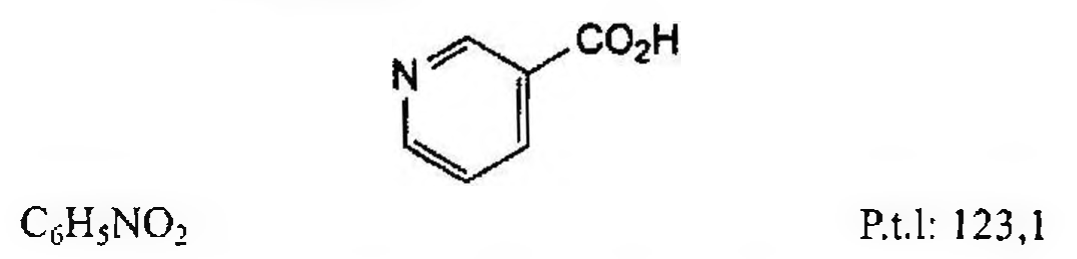 N
CO₂H
C₆H₅NO₂
P.t.l: 123,1